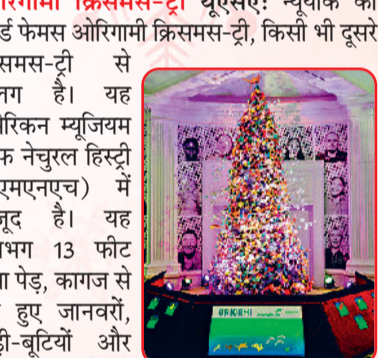 रिगामी क्रिसमस-ट्री यूएसए: न्यूयॉर्क का
र्ल्ड फेमस ओरिगामी क्रिसमस-ट्री, किसी भी दूसरे
समस-ट्री से
लग है। यह
मेरिकन म्यूजियम
फ नेचुरल हिस्ट्री
एमएनएच) में
जूद है। यह
भग 13 फीट
ा पेड़, कागज से
हुए जानवरों,
ड़ी-बूटियों और
ORIGAMI